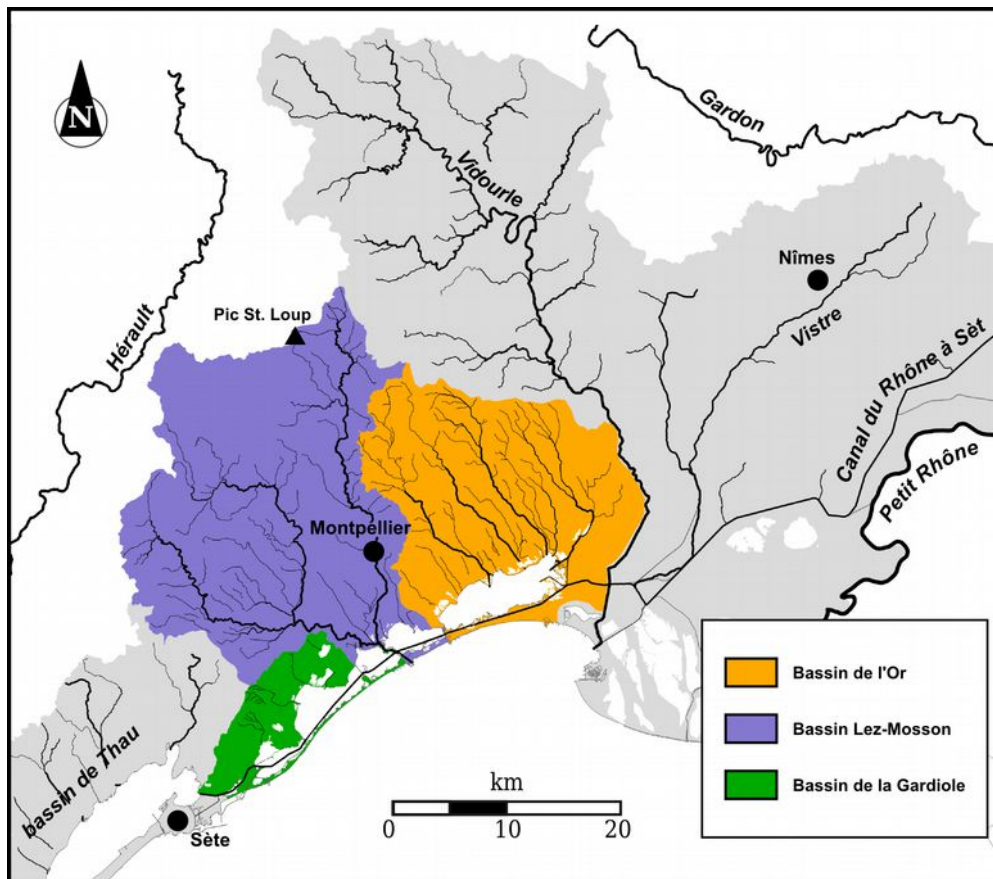 N
Gardon
Vidourle
Nîmes
Pic St. Loup
Hérault
Vistre
Canal du Rhône à Sèt
Petit Rhône
Montpellier
bassin de Thau
Sète
km
0 10 20
Bassin de l'Or
Bassin Lez-Mosson
Bassin de la Gardiole